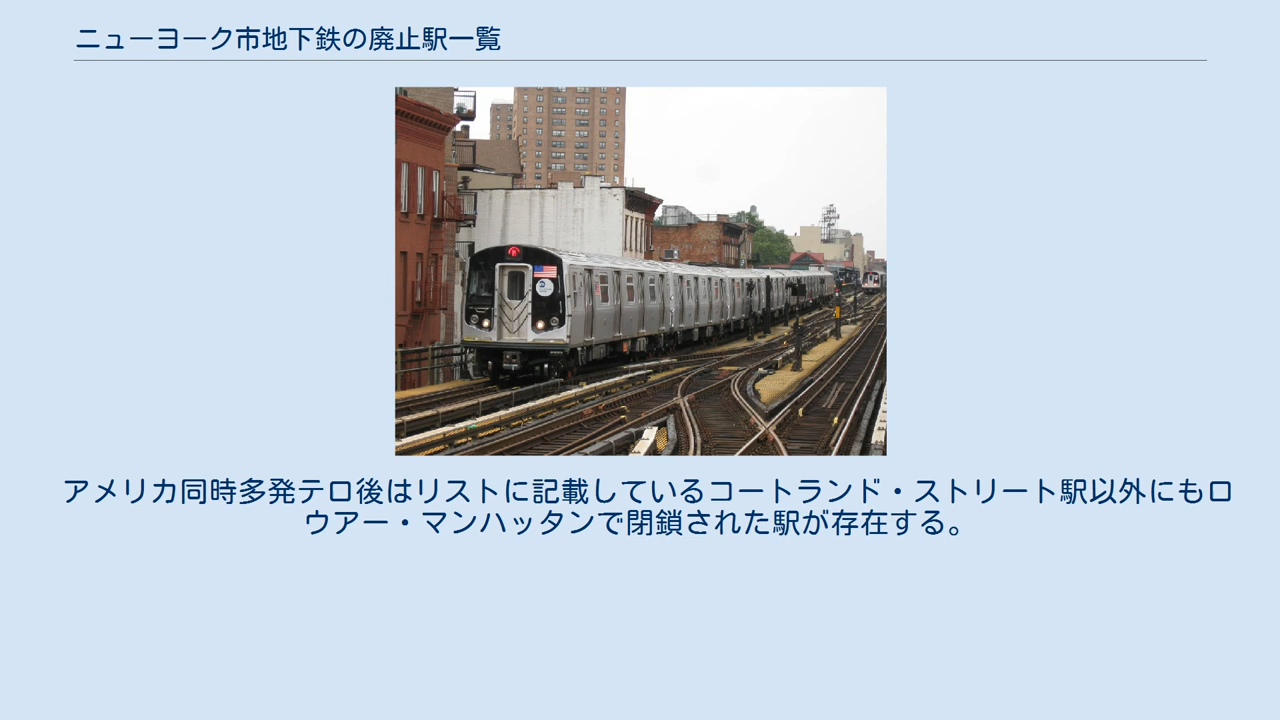 ニューヨーク市地下鉄の廃止駅一覧
アメリカ同時多発テロ後はリストに記載しているコートランド・ストリート駅以外にもロ
ウアー・マンハッタンで閉鎖された駅が存在する。